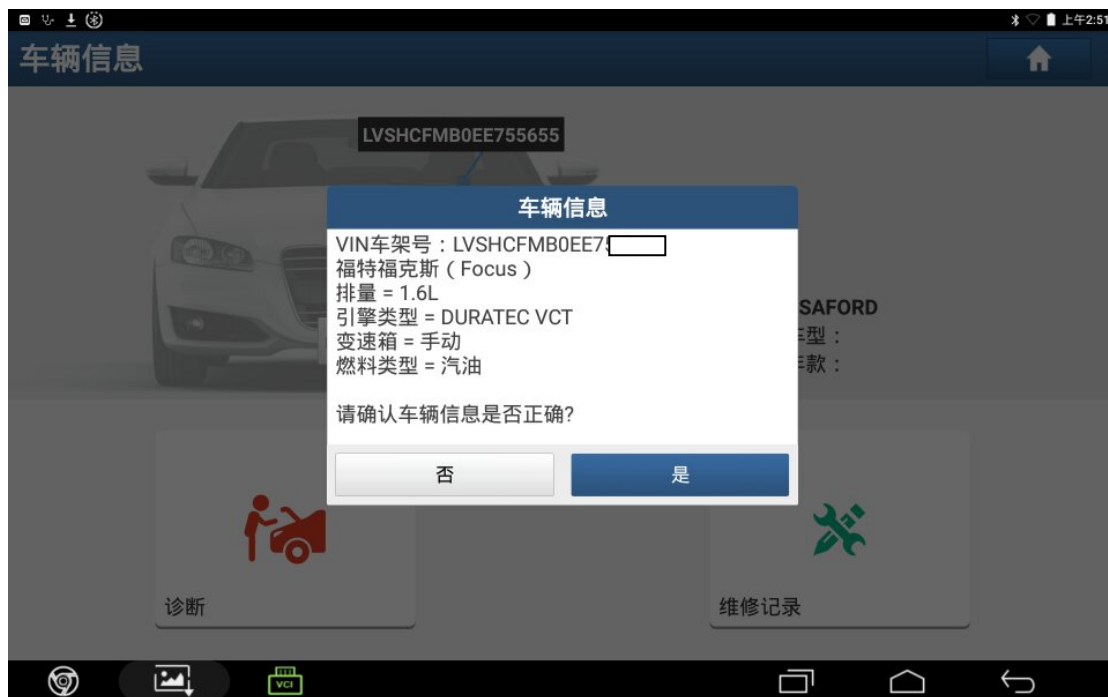 上午2:51
车辆信息
LVSHCFMB0EE755655
车辆信息
VIN车架号：LVSHCFMB0EE75
福特福克斯（Focus）
排量 = 1.6L
引擎类型 = DURATEC VCT
变速箱 = 手动
燃料类型 = 汽油
请确认车辆信息是否正确?
否
是
SAFORD
车型：
车款：
诊断
维修记录
VCI